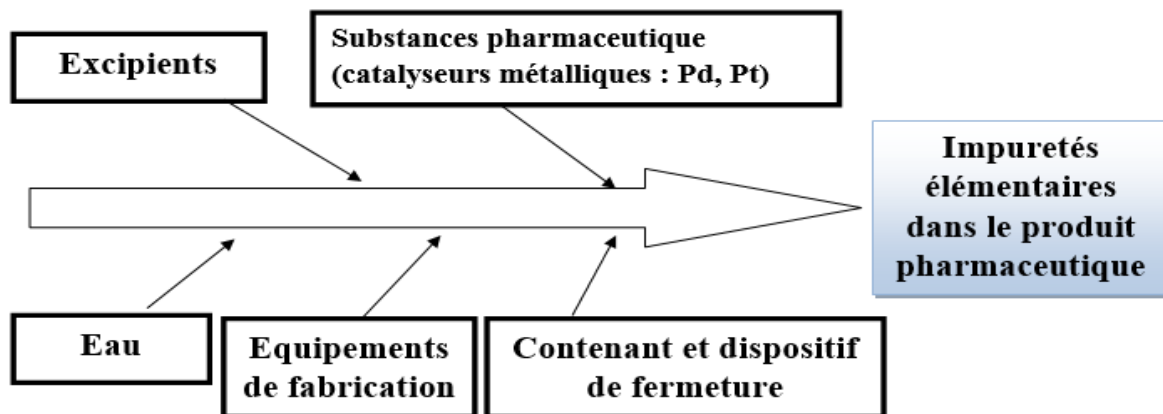 Excipients
Substances pharmaceutique
(catalyseurs métalliques : Pd, Pt)
Impuretés
élémentaires
dans le produit
pharmaceutique
Eau
Equipements
de fabrication
Contenant et dispositif
de fermeture